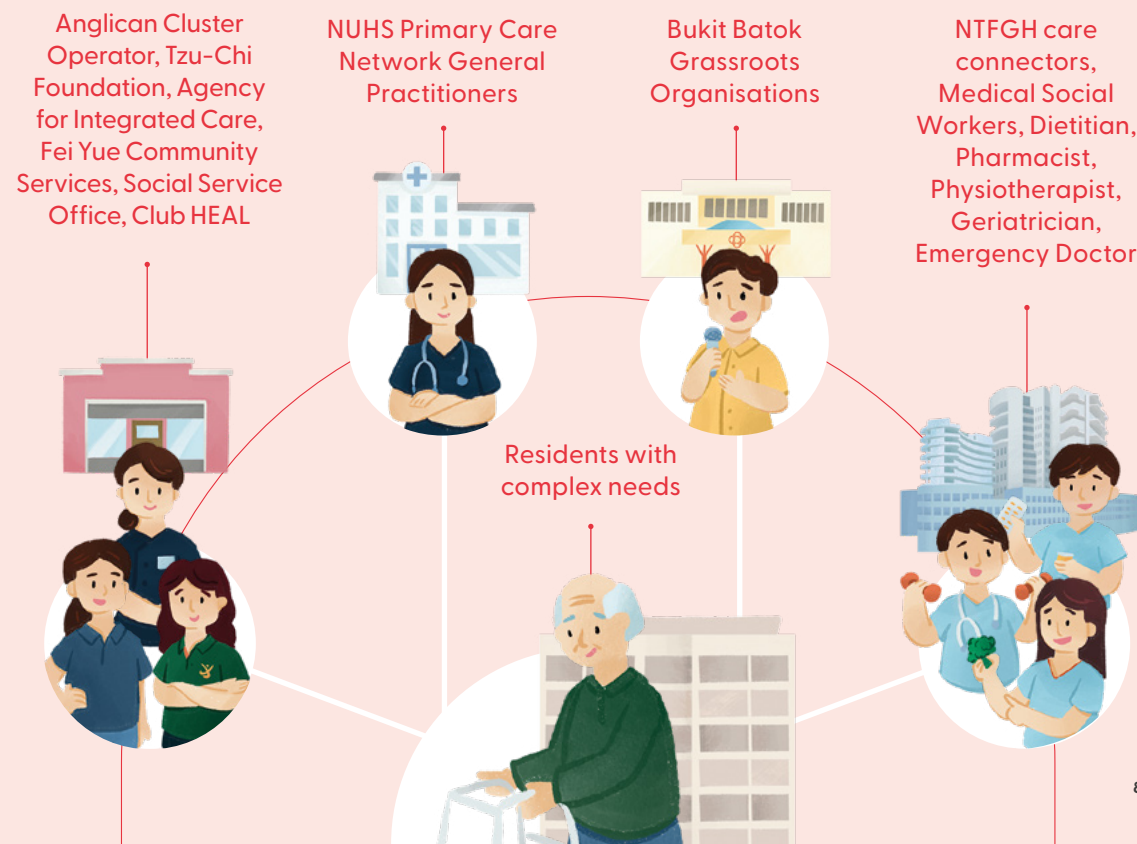 Anglican Cluster
Operator, Tzu-Chi
Foundation, Agency
for Integrated Care,
Fei Yue Community
Services, Social Service
Office, Club HEAL
NUHS Primary Care
Network General
Practitioners
Bukit Batok
Grassroots
Organisations
NTFGH care
connectors,
Medical Social
Workers, Dietitian,
Pharmacist,
Physiotherapist,
Geriatrician,
Emergency Doctor
Residents with
complex needs